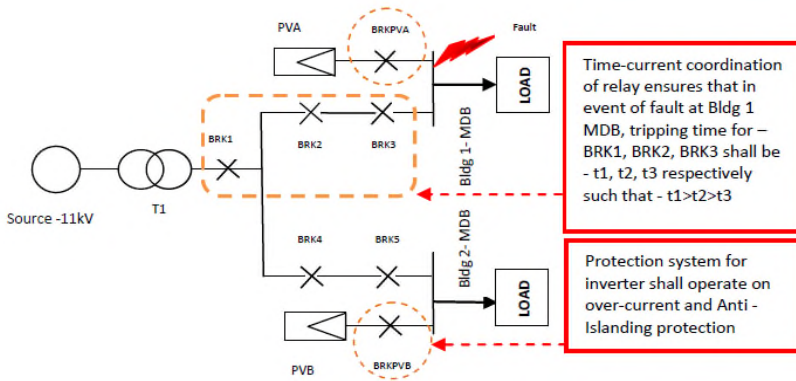 PVA
BRKPVA
Fault
LOAD
Bldg 1- MDB
BRK1
BRK2
BRK3
Source -11kV
T1
BRK4
BRK5
Bldg 2- MDB
LOAD
PVB
BRKPVB
Time-current coordination
of relay ensures that in
event of fault at Bldg 1
MDB, tripping time for –
BRK1, BRK2, BRK3 shall be
- t1, t2, t3 respectively
such that - t1>t2>t3
Protection system for
inverter shall operate on
over-current and Anti -
Islanding protection